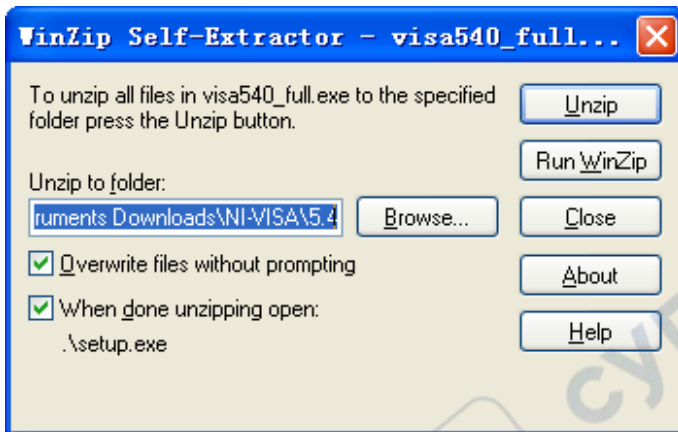 WinZip Self-Extractor - visa540_full...
To unzip all files in visa540_full.exe to the specified
folder press the Unzip button.
Unzip to folder:
ruments Downloads\NI-VISA\5.4
Browse...
Overwrite files without prompting
When done unzipping open:
.\setup.exe
Unzip
Run WinZip
Close
About
Help